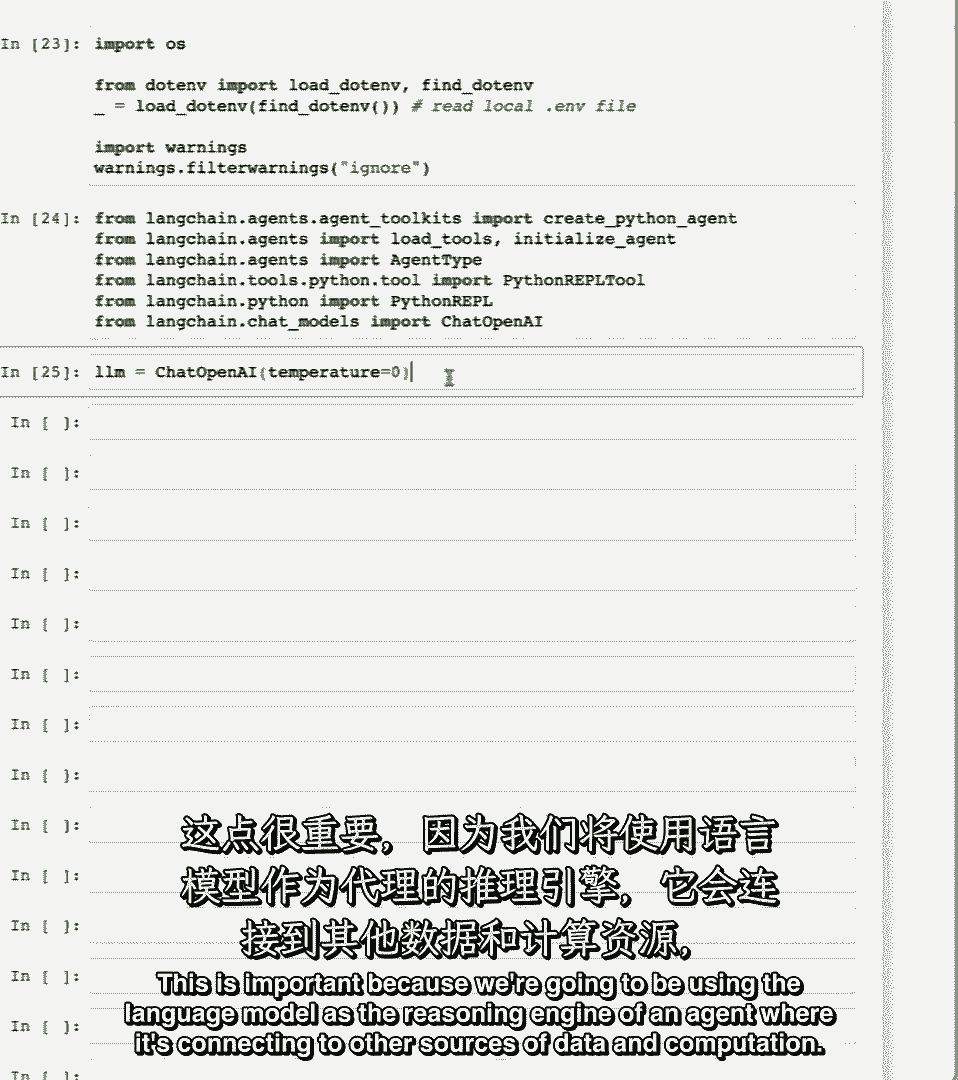 In [23]: import os
from dotenv import load_dotenv, find_dotenv
_ = load_dotenv(find_dotenv()) # read local .env file
import warnings
warnings.filterwarnings("ignore")
In [24]: from langchain.agents.agent_toolkits import create_python_agent
from langchain.agents import load_tools, initialize_agent
from langchain.agents import AgentType
from langchain.tools.python.tool import PythonREPLTool
from langchain.python import PythonREPL
from langchain.chat_models import ChatOpenAI
In [25]: llm = ChatOpenAI(temperature=0)
In [ ]:
In [ ]:
In [ ]:
In [ ]:
In [ ]:
In [ ]:
In [ ]:
In [ ]:
In [ ]:
In [ ]:
In [ ]:
In [ ]:
In [ ]:
In [ ]:
这点很重要，因为我们将使用语言
模型作为代理的推理引擎，它会连
接到其他数据和计算资源，
This is important because we're going to be using the
language model as the reasoning engine of an agent where
it's connecting to other sources of data and computation.